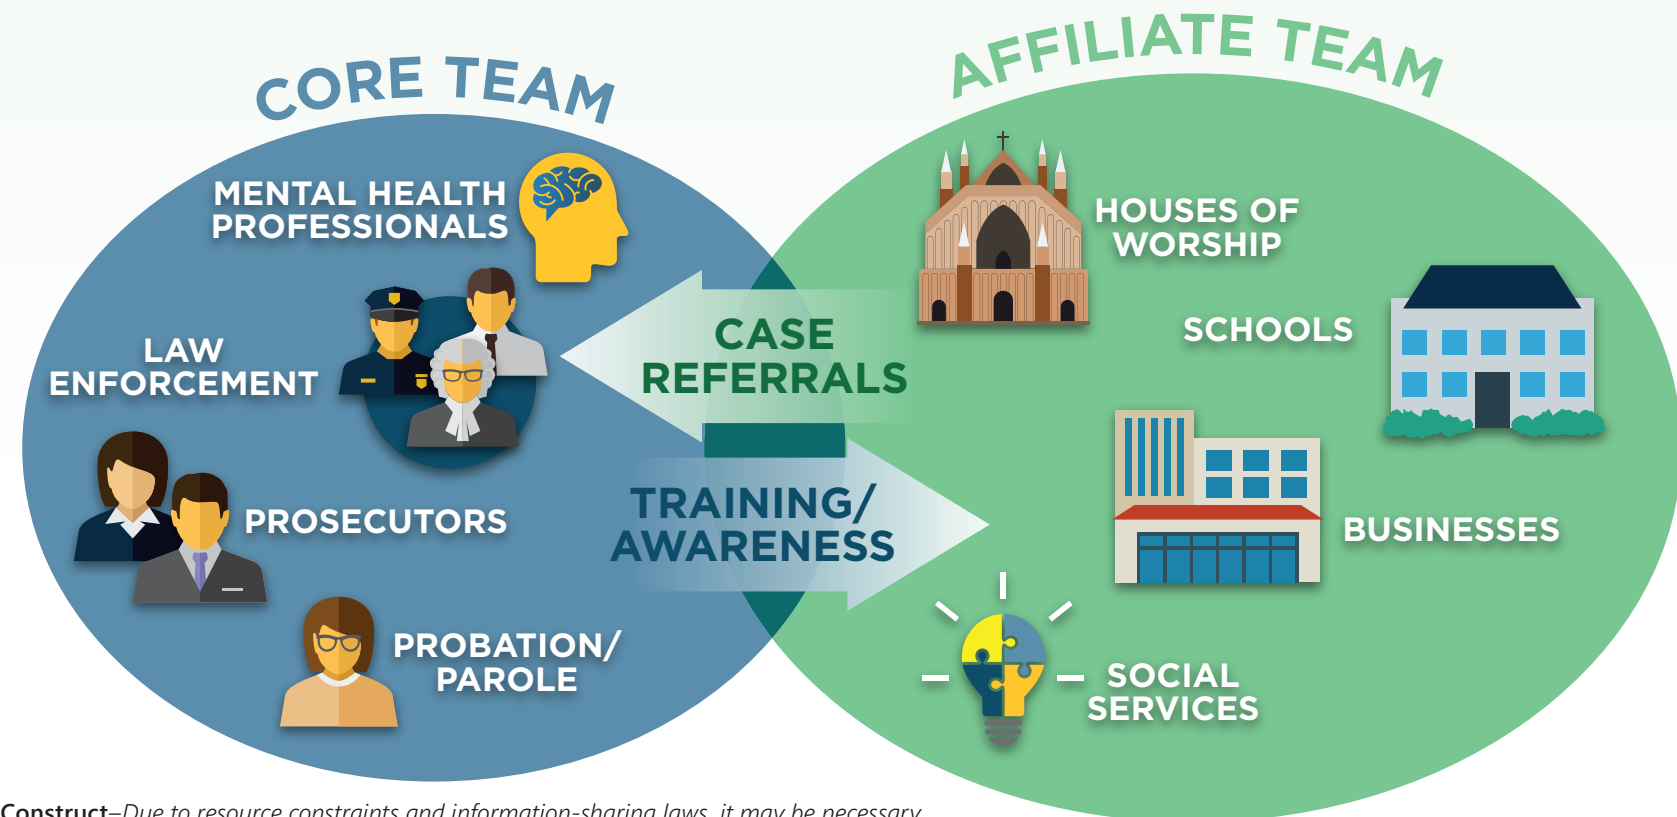 CORE TEAM
MENTAL HEALTH
PROFESSIONALS
LAW
ENFORCEMENT
PROSECUTORS
PROBATION/
PAROLE
CASE
REFERRALS
TRAINING/
AWARENESS
AFFILIATE TEAM
HOUSES OF
WORSHIP
SCHOOLS
BUSINESSES
SOCIAL
SERVICES
Construct–Due to resource constraints and information-sharing laws, it may be necessary